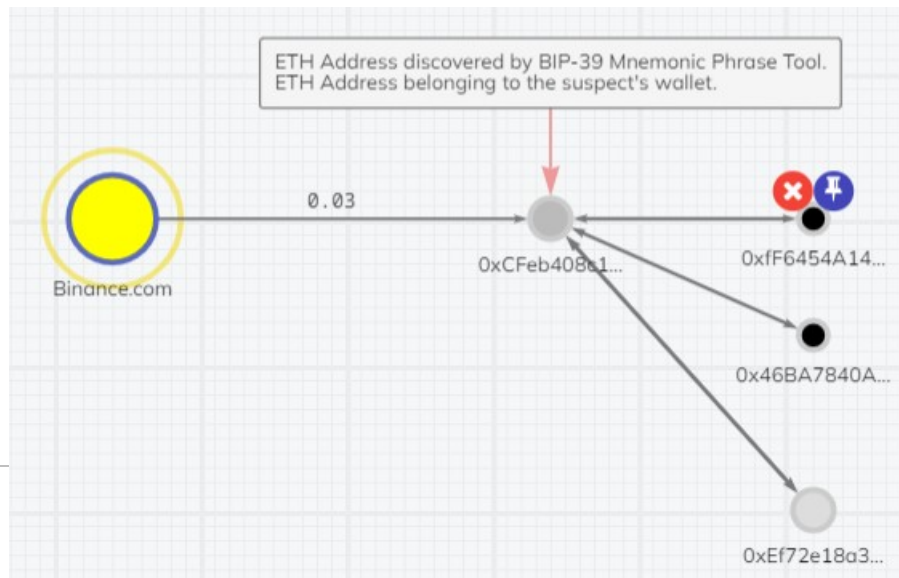 ETH Address discovered by BIP-39 Mnemonic Phrase Tool.
ETH Address belonging to the suspect's wallet.
0.03
Binance.com
0xCFeb408c1...
0xfF6454A14...
0x46BA7840A...
0xEf72e18a3...